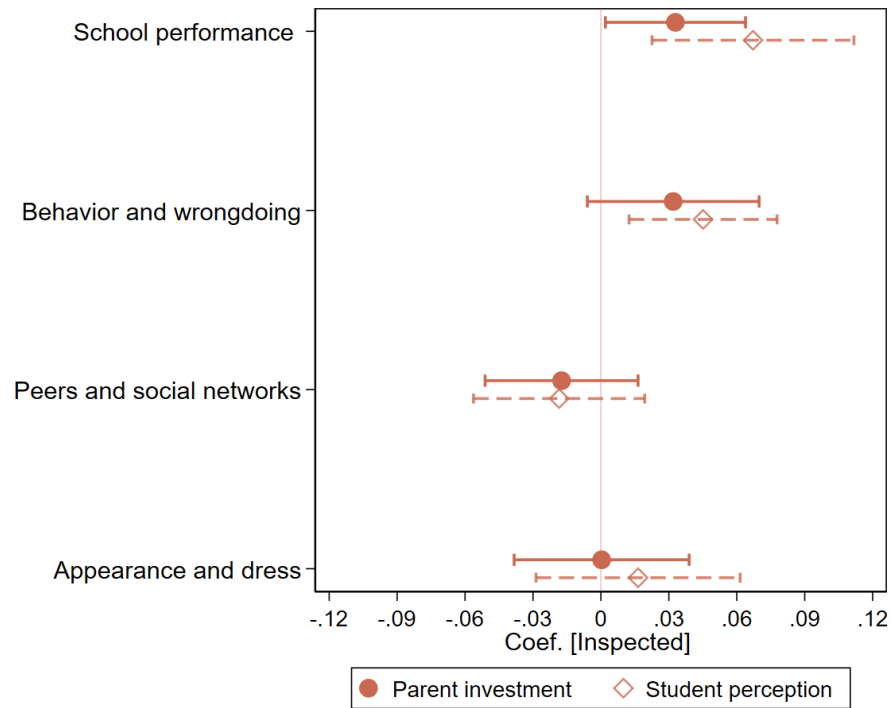 School performance
Behavior and wrongdoing
Peers and social networks
Appearance and dress
-.12 -.09 -.06 -.03 0 .03 .06 .09 .12
Coef. [Inspected]
Parent investment Student perception